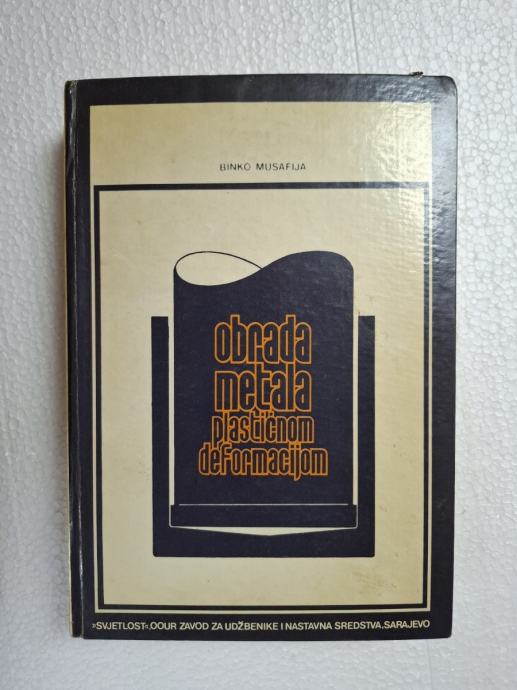 BINKO MUSAFIJA
obrada
metala
plastičnom
deformacijom
»SVJETLOST«,OOUR ZAVOD ZA UDŽBENIKE I NASTAVNA SREDSTVA,SARAJEVO